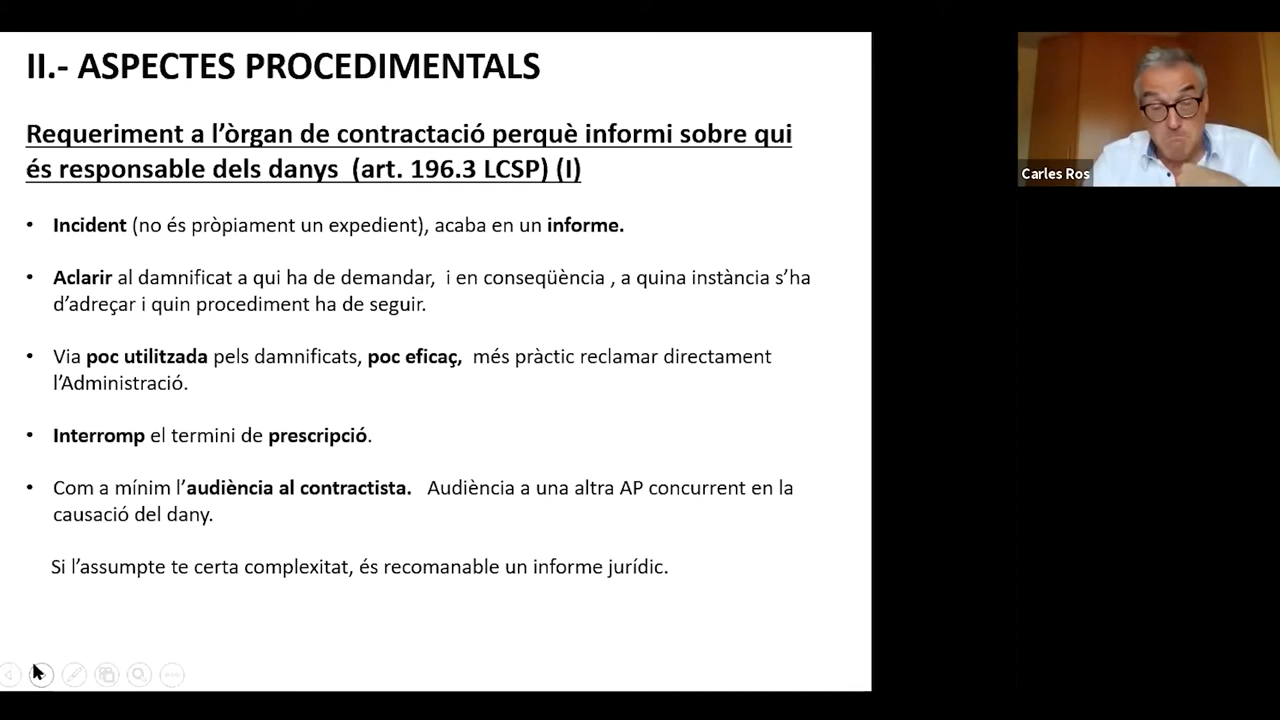 II.- ASPECTES PROCEDIMENTALS
Requeriment a l’òrgan de contractació perquè informi sobre qui
és responsable dels danys (art. 196.3 LCSP) (I)
• Incident (no és pròpiament un expedient), acaba en un informe.
• Aclarir al damnificat a qui ha de demandar, i en conseqüència , a quina instància s’ha
d’adreçar i quin procediment ha de seguir.
• Via poc utilitzada pels damnificats, poc eficaç, més pràctic reclamar directament
l’Administració.
• Interromp el termini de prescripció.
• Com a mínim l’audiència al contractista. Audiència a una altra AP concurrent en la
causació del dany.
Si l’assumpte te certa complexitat, és recomanable un informe jurídic.
Carles Ros